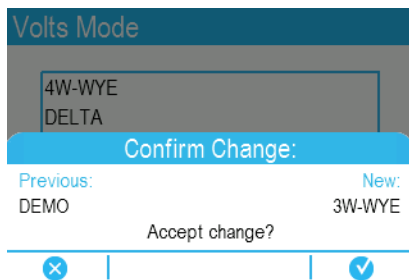 Volts Mode
4W-WYE
DELTA
Confirm Change:
Previous: New:
DEMO 3W-WYE
Accept change?